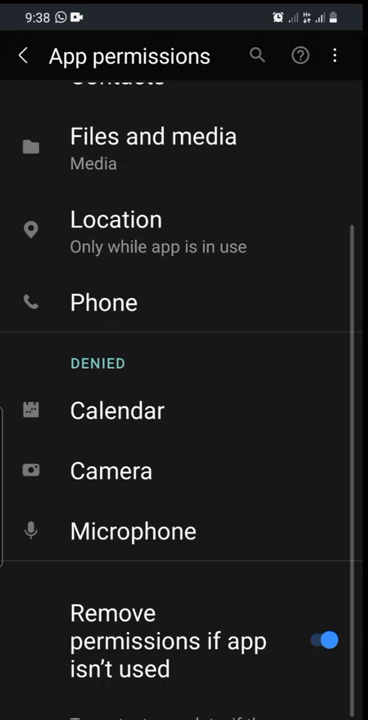 9:38
App permissions
Contacts
Files and media
Media
Location
Only while app is in use
Phone
DENIED
Calendar
Camera
Microphone
Remove
permissions if app
isn't used